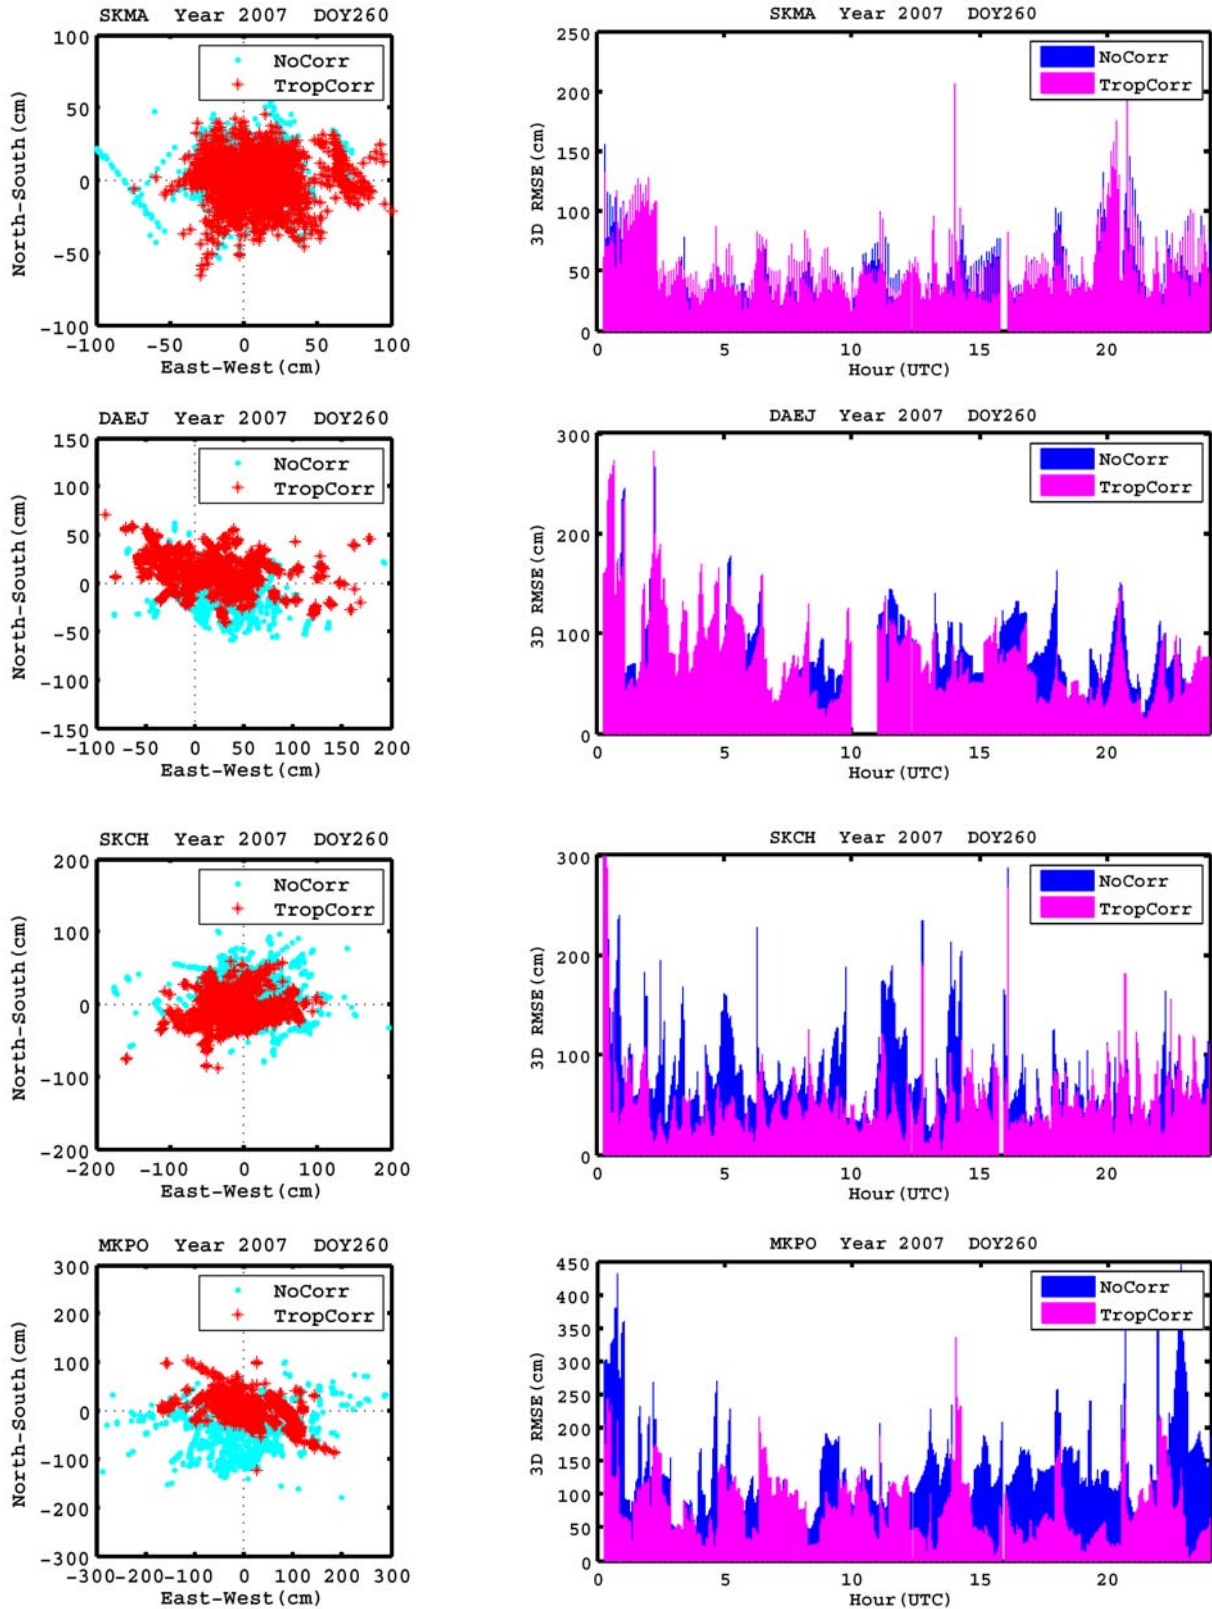 SKMA Year 2007 DOY260
100
50
0
-50
-100
North-South(cm)
NoCorr
TropCorr
-100 -50 0 50 100
East-West(cm)
SKMA Year 2007 DOY260
250
200
150
100
50
0
3D RMSE(cm)
NoCorr
TropCorr
0 5 10 15 20
Hour(UTC)
DAEJ Year 2007 DOY260
150
100
50
0
-50
-100
-150
North-South(cm)
NoCorr
TropCorr
-100 -50 0 50 100 150 200
East-West(cm)
DAEJ Year 2007 DOY260
300
200
100
0
3D RMSE(cm)
NoCorr
TropCorr
0 5 10 15 20
Hour(UTC)
SKCH Year 2007 DOY260
200
100
0
-100
-200
North-South(cm)
NoCorr
TropCorr
-200 -100 0 100 200
East-West(cm)
SKCH Year 2007 DOY260
300
200
100
0
3D RMSE(cm)
NoCorr
TropCorr
0 5 10 15 20
Hour(UTC)
MKPO Year 2007 DOY260
300
200
100
0
-100
-200
-300
North-South(cm)
NoCorr
TropCorr
-300-200-100 0 100 200 300
East-West(cm)
MKPO Year 2007 DOY260
450
400
350
300
250
200
150
100
50
0
3D RMSE(cm)
NoCorr
TropCorr
0 5 10 15 20
Hour(UTC)